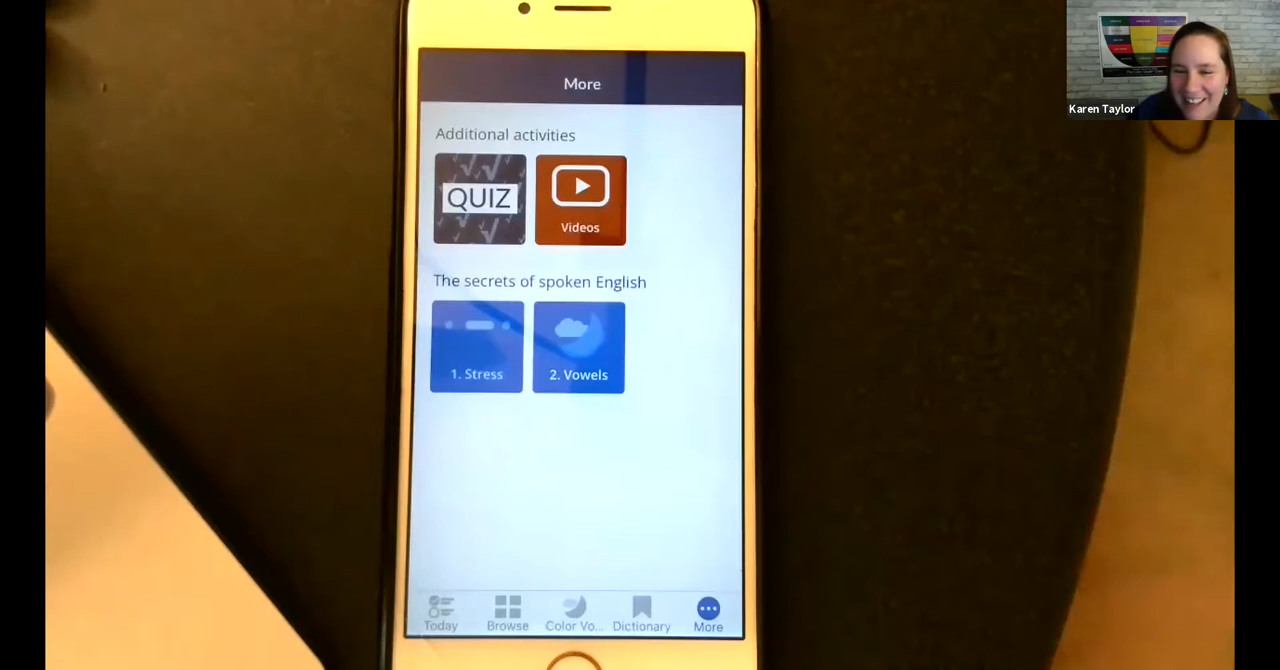 More
Additional activities
QUIZ
Videos
The secrets of spoken English
1. Stress
2. Vowels
Today
Browse
Color Vo...
Dictionary
More
Karen Taylor